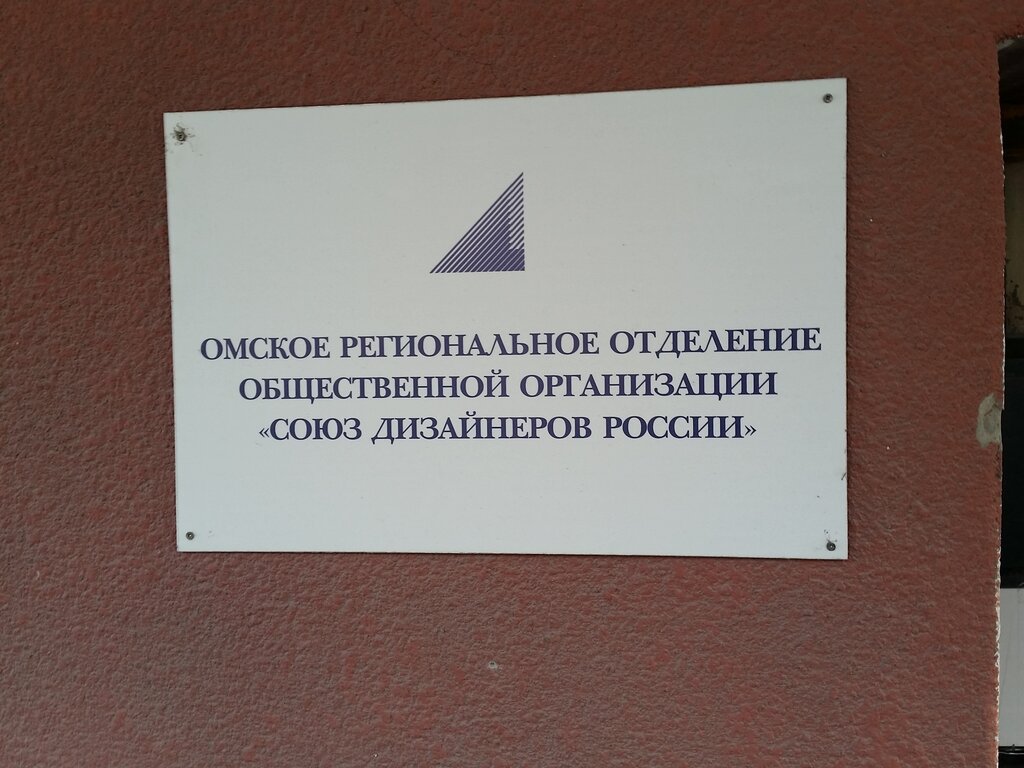 ОМСКОЕ РЕГИОНАЛЬНОЕ ОТДЕЛЕНИЕ
ОБЩЕСТВЕННОЙ ОРГАНИЗАЦИИ
«СОЮЗ ДИЗАЙНЕРОВ РОССИИ»